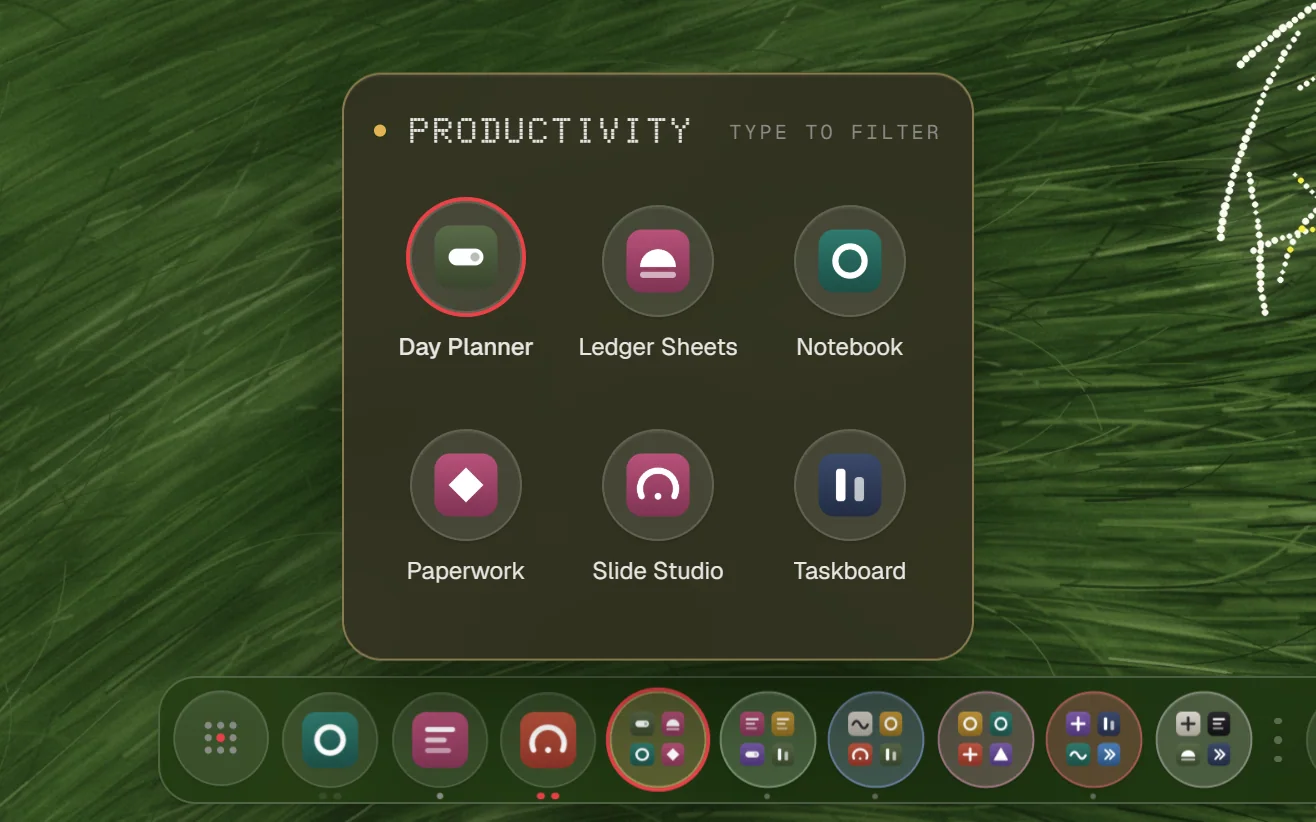 PRODUCTIVITY TYPE TO FILTER
Day Planner Ledger Sheets Notebook
Paperwork Slide Studio Taskboard